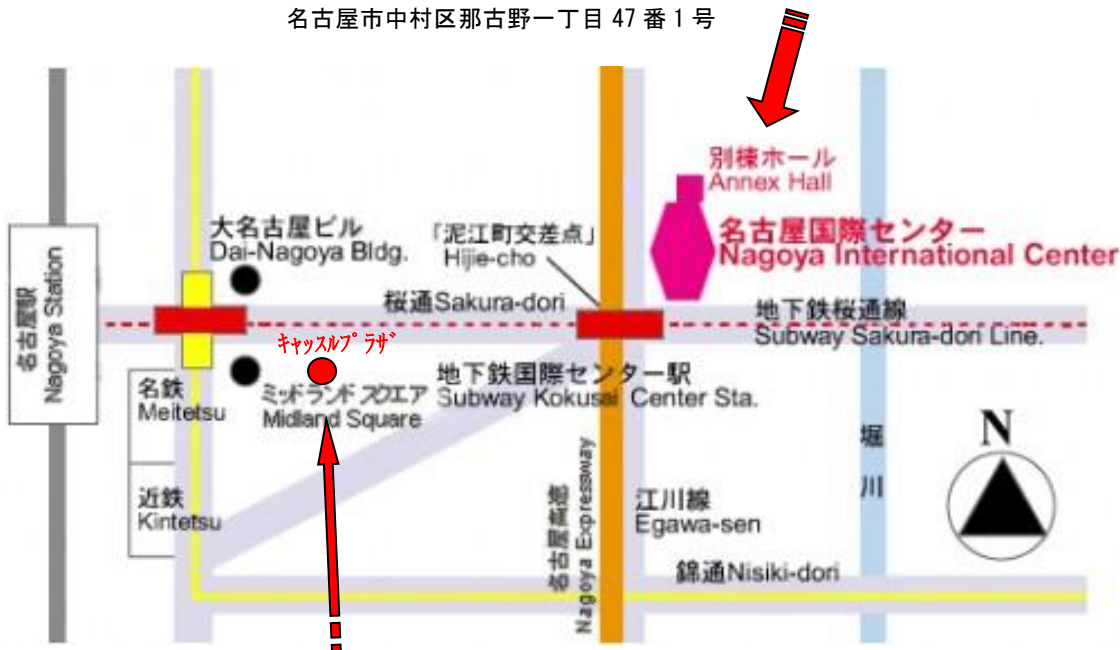 名古屋市中村区那古野一丁目 47 番 1 号
別棟ホール
Annex Hall
大名古屋ビル
Dai-Nagoya Bldg.
「泥江町交差点」
Hijie-cho
名古屋国際センター
Nagoya International Center
名古屋駅
Nagoya Station
桜通Sakura-dori
地下鉄桜通線
Subway Sakura-dori Line.
キャッスルプラザ
名鉄
Meitetsu
ミッドランド スクエア
Midland Square
地下鉄国際センター駅
Subway Kokusai Center Sta.
堀川
N
近鉄
Kintetsu
名古屋高速
Nagoya Expressway
江川線
Egawa-sen
錦通Nisiki-dori